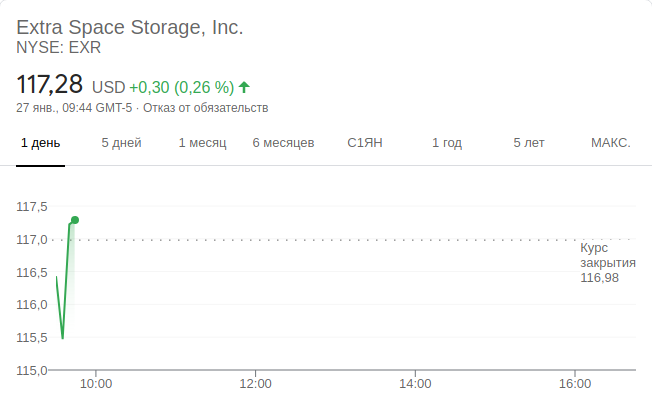 Extra Space Storage, Inc.
NYSE: EXR
117,28 USD +0,30 (0,26 %)
27 янв., 09:44 GMT-5 · Отказ от обязательств
1 день 5 дней 1 месяц 6 месяцев С1ЯН 1 год 5 лет МАКС.
117,5
117,0
Курс
закрытия
116,98
116,5
116,0
115,5
115,0
10:00 12:00 14:00 16:00